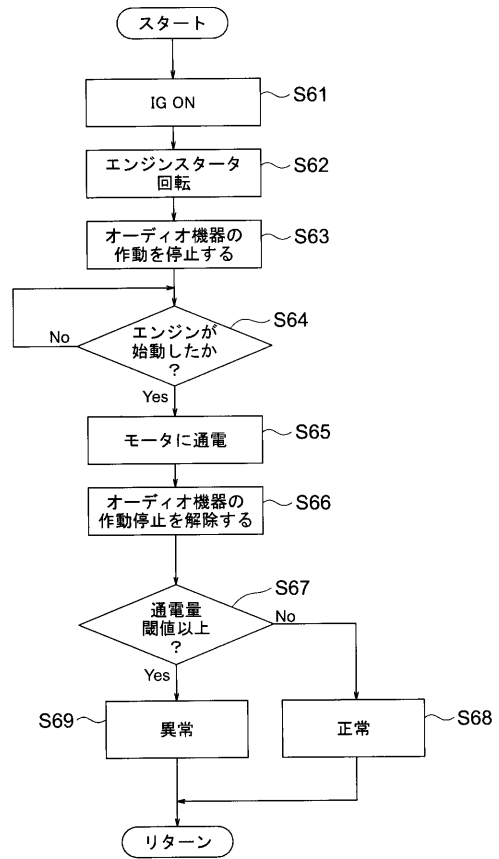 スタート
IG ON
S61
エンジンスタータ
回転
S62
オーディオ機器の
作動を停止する
S63
エンジンが
始動したか
?
S64
No
Yes
モータに通電
S65
オーディオ機器の
作動停止を解除する
S66
通電量
閾値以上
?
S67
No
Yes
S69
異常
正常
S68
リターン